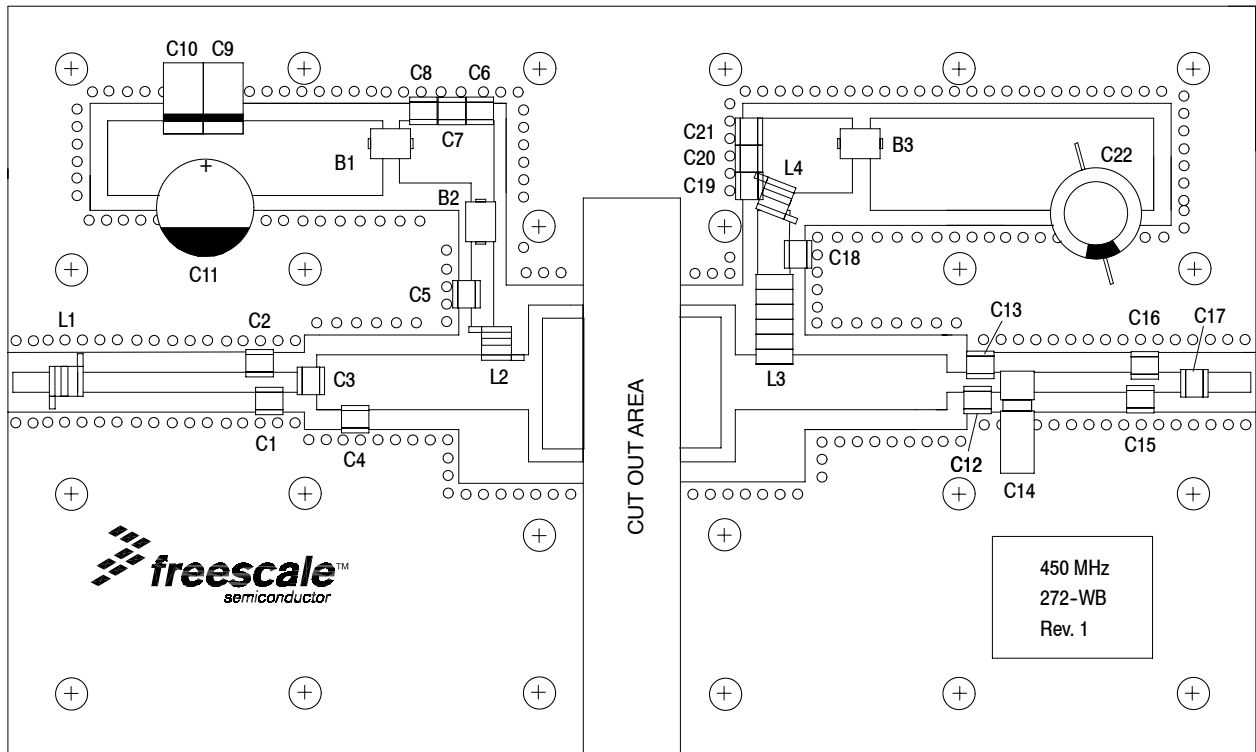 C10 C9
C8 C6
C7
B1
B2
+
C11
C5
L1
C2
C3
L2
C1
C4
C21
C20
C19
L4
B3
C22
C18
L3
C13
C16
C17
C12
C14
C15
CUT OUT AREA
freescale™
semiconductor
450 MHz
272-WB
Rev. 1